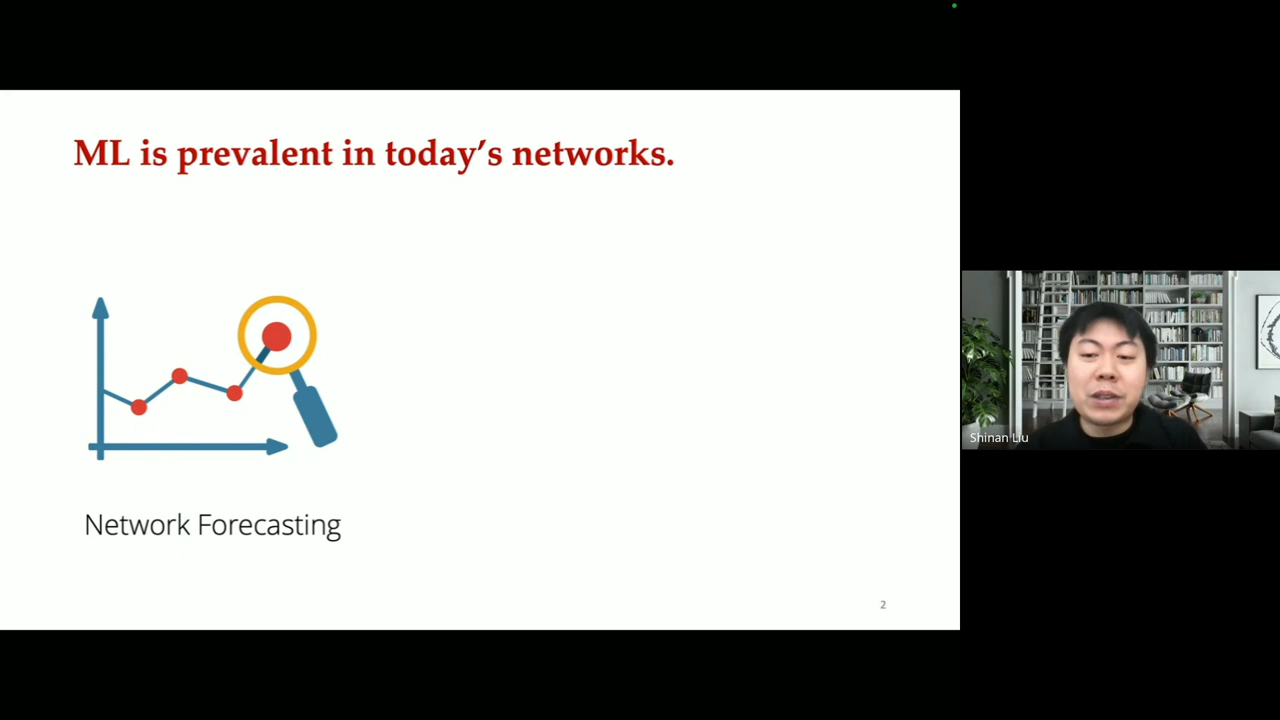 ML is prevalent in today’s networks.
Network Forecasting
2
Shinan Liu